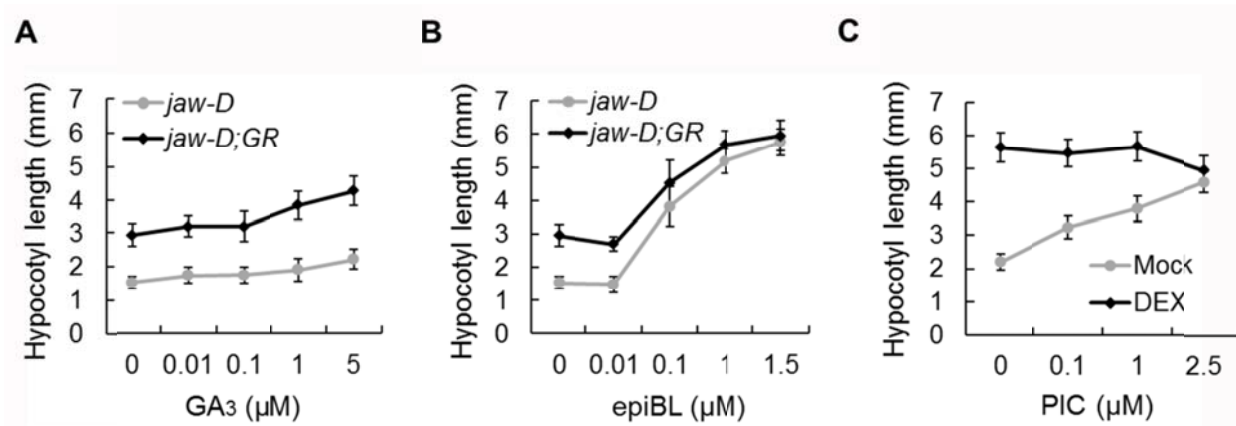 A
B
C
Hypocotyl length (mm)
7
6
5
4
3
2
1
0
jaw-D
jaw-D;GR
0 0.01 0.1 1 5
GA3 (µM)
Hypocotyl length (mm)
7
6
5
4
3
2
1
0
jaw-D
jaw-D;GR
0 0.01 0.1 1 1.5
epiBL (µM)
Hypocotyl length (mm)
7
6
5
4
3
2
1
0
Mock
DEX
0 0.1 1 2.5
PIC (µM)